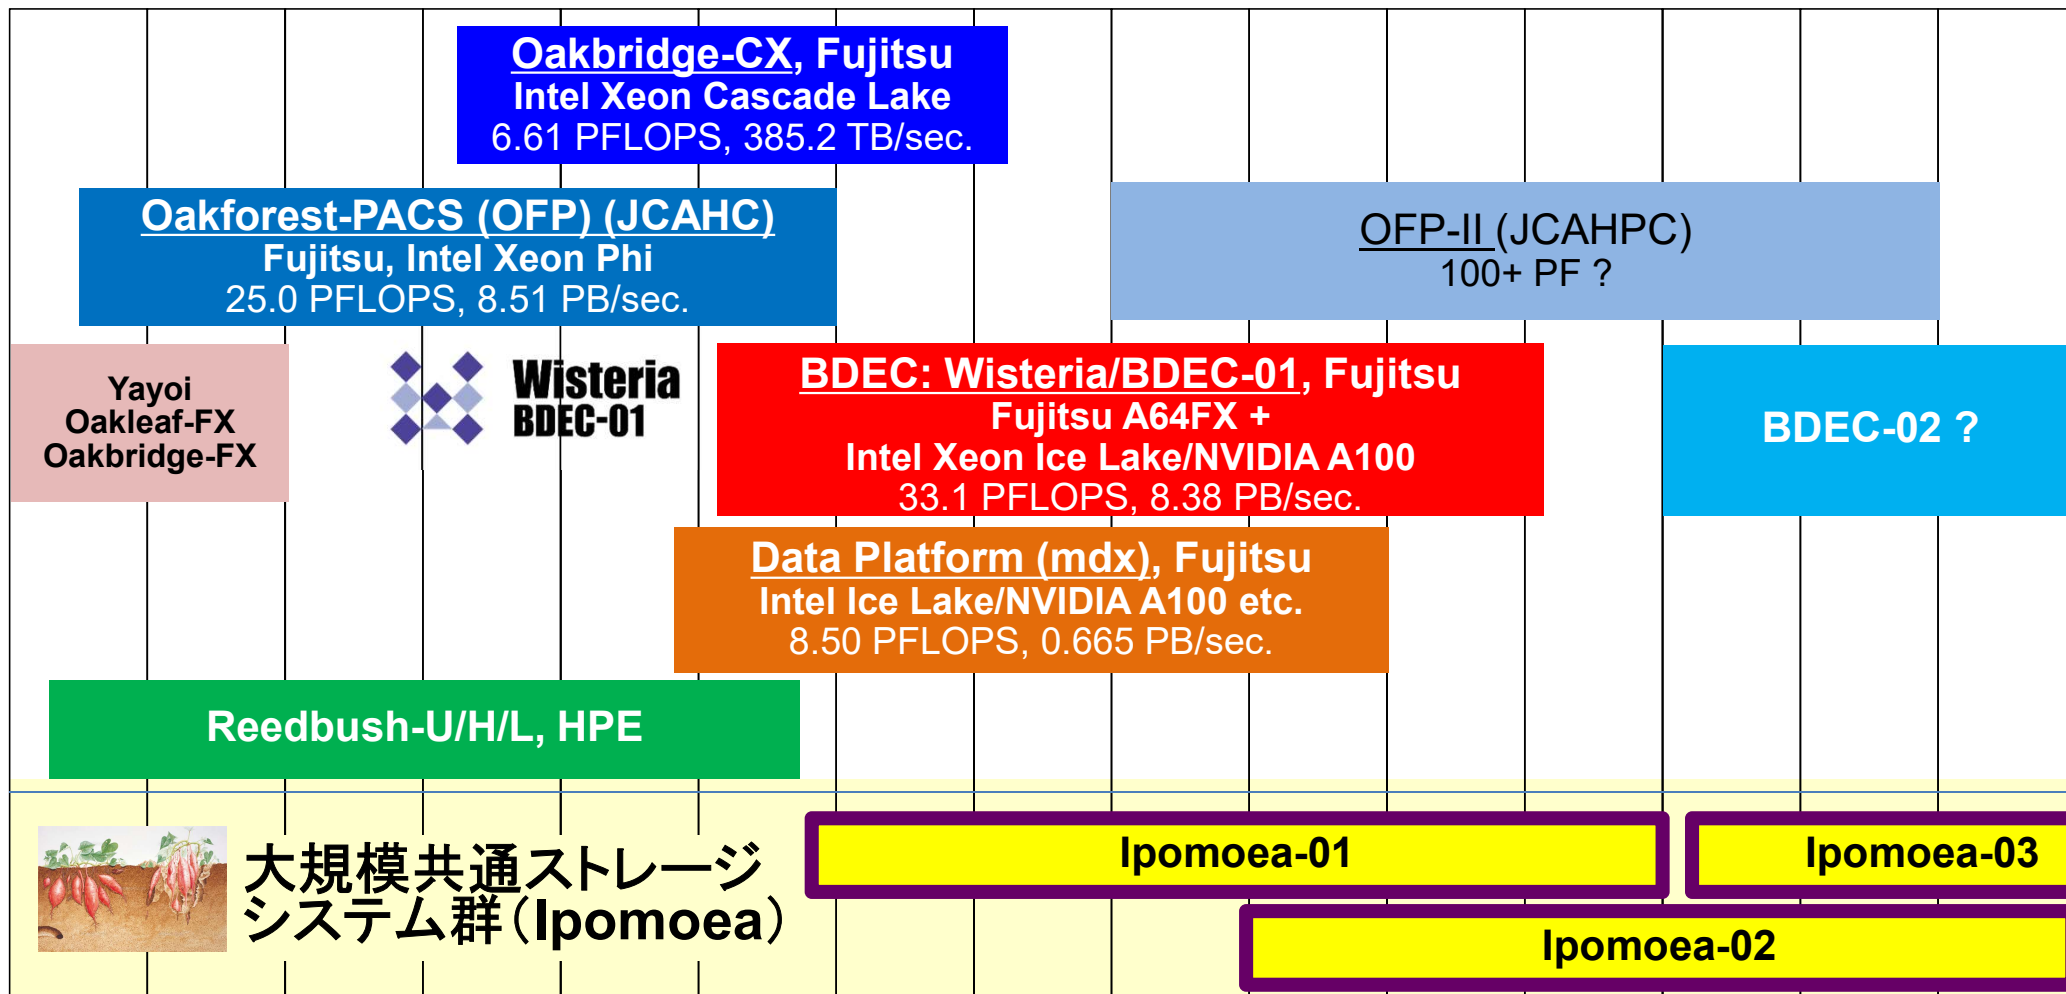 Oakbridge-CX, Fujitsu
Intel Xeon Cascade Lake
6.61 PFLOPS, 385.2 TB/sec.
Oakforest-PACS (OFP) (JCAHC)
Fujitsu, Intel Xeon Phi
25.0 PFLOPS, 8.51 PB/sec.
OFP-II (JCAHPC)
100+ PF ?
Yayoi
Oakleaf-FX
Oakbridge-FX
Wisteria
BDEC-01
BDEC: Wisteria/BDEC-01, Fujitsu
Fujitsu A64FX +
Intel Xeon Ice Lake/NVIDIA A100
33.1 PFLOPS, 8.38 PB/sec.
BDEC-02 ?
Data Platform (mdx), Fujitsu
Intel Ice Lake/NVIDIA A100 etc.
8.50 PFLOPS, 0.665 PB/sec.
Reedbush-U/H/L, HPE
大規模共通ストレージ
システム群（Ipomoea）
Ipomoea-01
Ipomoea-03
Ipomoea-02